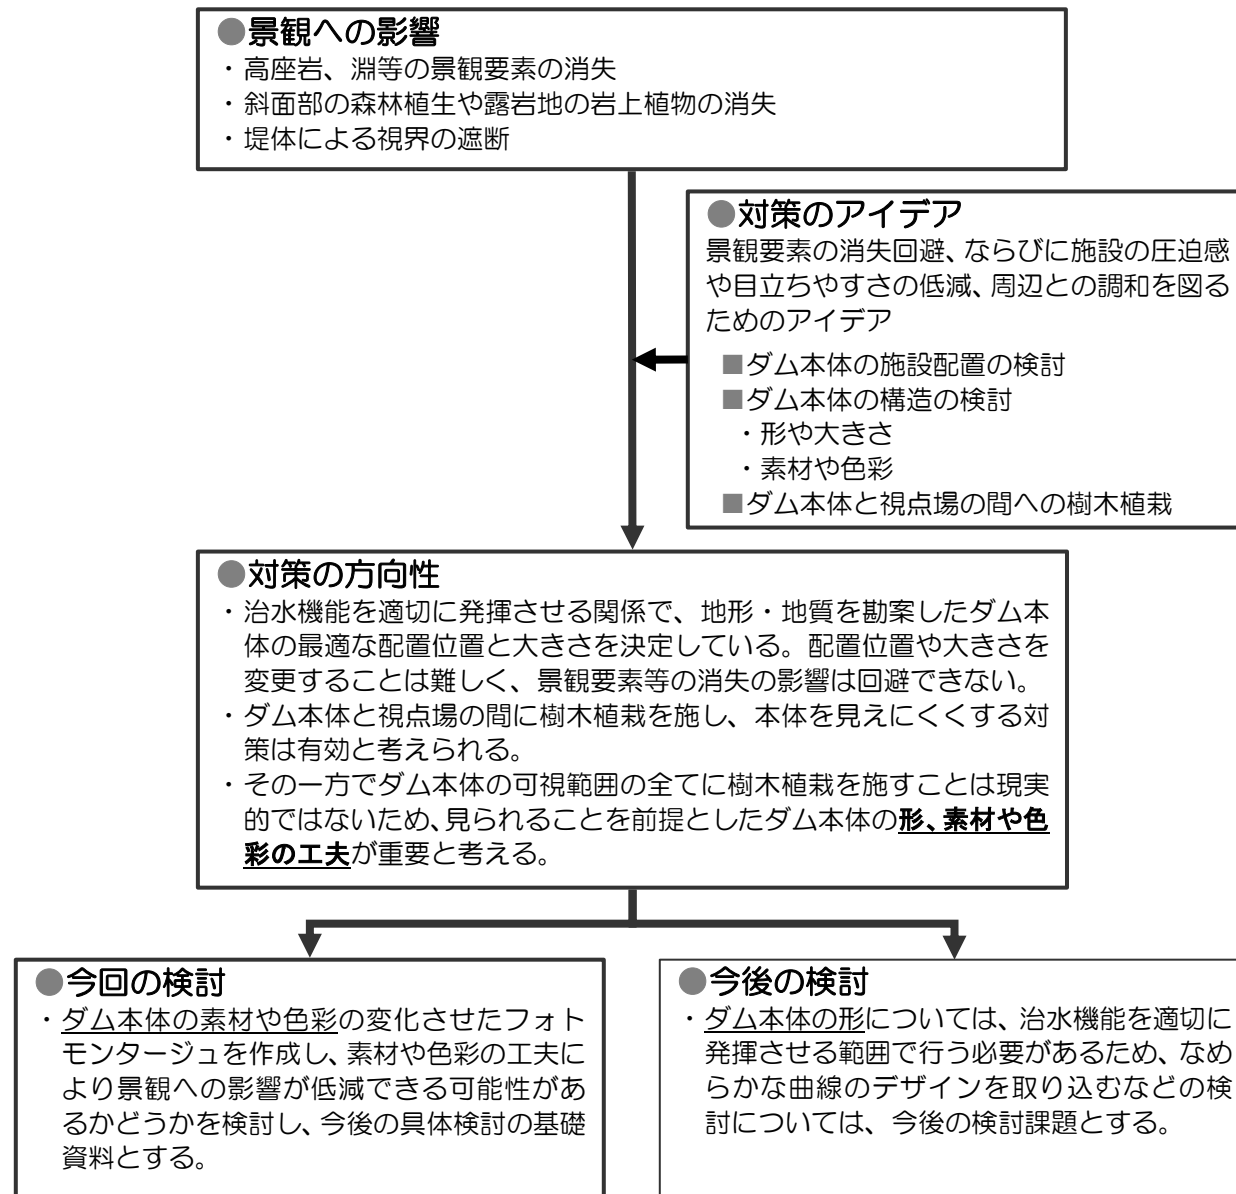 ●景観への影響
・高座岩、淵等の景観要素の消失
・斜面部の森林植生や露岩地の岩上植物の消失
・堤体による視界の遮断
●対策のアイデア
景観要素の消失回避、ならびに施設の圧迫感
や目立ちやすさの低減、周辺との調和を図る
ためのアイデア
■ダム本体の施設配置の検討
■ダム本体の構造の検討
・形や大きさ
・素材や色彩
■ダム本体と視点場の間への樹木植栽
●対策の方向性
・治水機能を適切に発揮させる関係で、地形・地質を勘案したダム本
体の最適な配置位置と大きさを決定している。配置位置や大きさを
変更することは難しく、景観要素等の消失の影響は回避できない。
・ダム本体と視点場の間に樹木植栽を施し、本体を見えにくくする対
策は有効と考えられる。
・その一方でダム本体の可視範囲の全てに樹木植栽を施すことは現実
的ではないため、見られることを前提としたダム本体の形、素材や色
彩の工夫が重要と考える。
●今回の検討
・ダム本体の素材や色彩の変化させたフォト
モンタージュを作成し、素材や色彩の工夫に
より景観への影響が低減できる可能性があ
るかどうかを検討し、今後の具体検討の基礎
資料とする。
●今後の検討
・ダム本体の形については、治水機能を適切に
発揮させる範囲で行う必要があるため、なめ
らかな曲線のデザインを取り込むなどの検
討については、今後の検討課題とする。